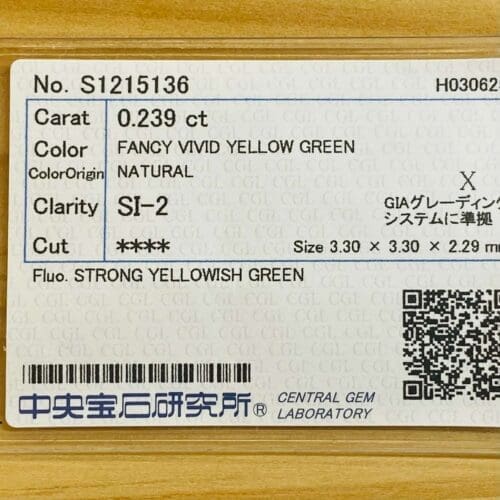 No. S1215136 H03062
Carat 0.239 ct
Color FANCY VIVID YELLOW GREEN
ColorOrigin NATURAL
X
Clarity SI-2
GIAグレーディング
システムに準拠
Cut **** Size 3.30 × 3.30 × 2.29 m
Fluo. STRONG YELLOWISH GREEN
中央宝石研究所® CENTRAL GEM
LABORATORY